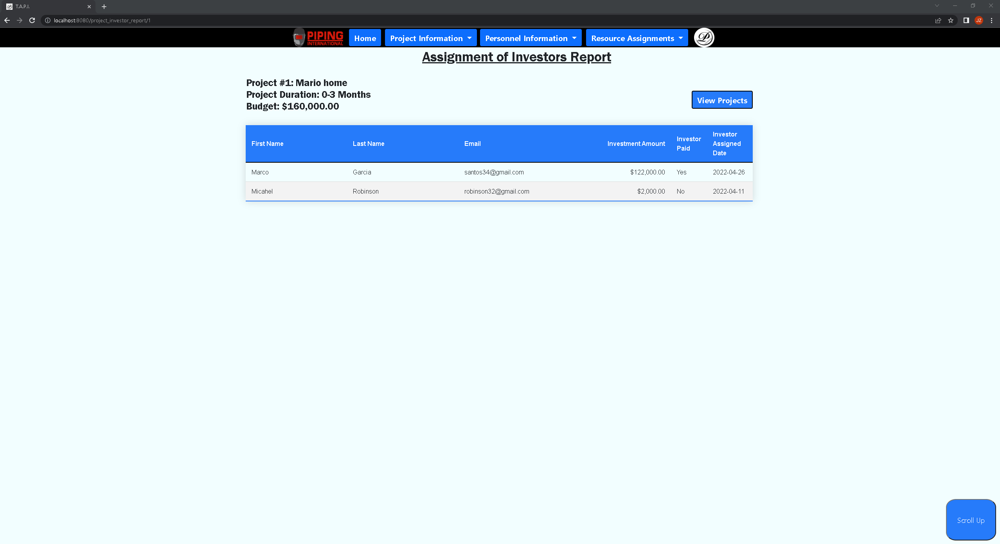 T.A.P.I.
localhost:8080/project_investor_report/1
JZ
PIPING
INTERNATIONAL
Home
Project Information
Personnel Information
Resource Assignments
Assignment of Investors Report
Project #1: Mario home
Project Duration: 0-3 Months
Budget: $160,000.00
View Projects
First Name Last Name Email Investment Amount Investor Paid Investor Assigned Date
Marco Garcia santos34@gmail.com $122,000.00 Yes 2022-04-26
Micahel Robinson robinson32@gmail.com $2,000.00 No 2022-04-11
Scroll Up